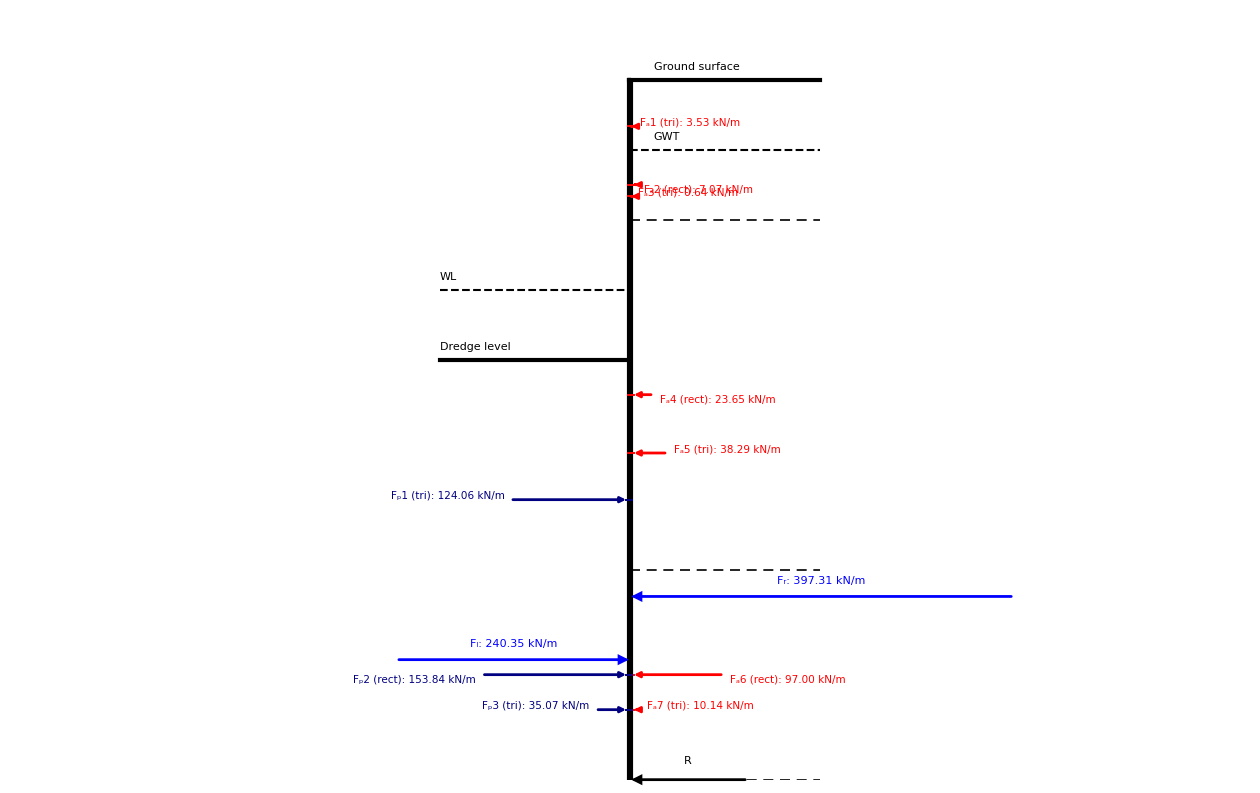 Ground surface
Fₐ1 (tri): 3.53 kN/m
GWT
Fₐ2 (rect): 7.07 kN/m
Fₐ3 (tri): 0.64 kN/m
WL
Dredge level
Fₐ4 (rect): 23.65 kN/m
Fₐ5 (tri): 38.29 kN/m
Fₚ1 (tri): 124.06 kN/m
Fᵣ: 397.31 kN/m
Fₗ: 240.35 kN/m
Fₚ2 (rect): 153.84 kN/m
Fₐ6 (rect): 97.00 kN/m
Fₚ3 (tri): 35.07 kN/m
Fₐ7 (tri): 10.14 kN/m
R